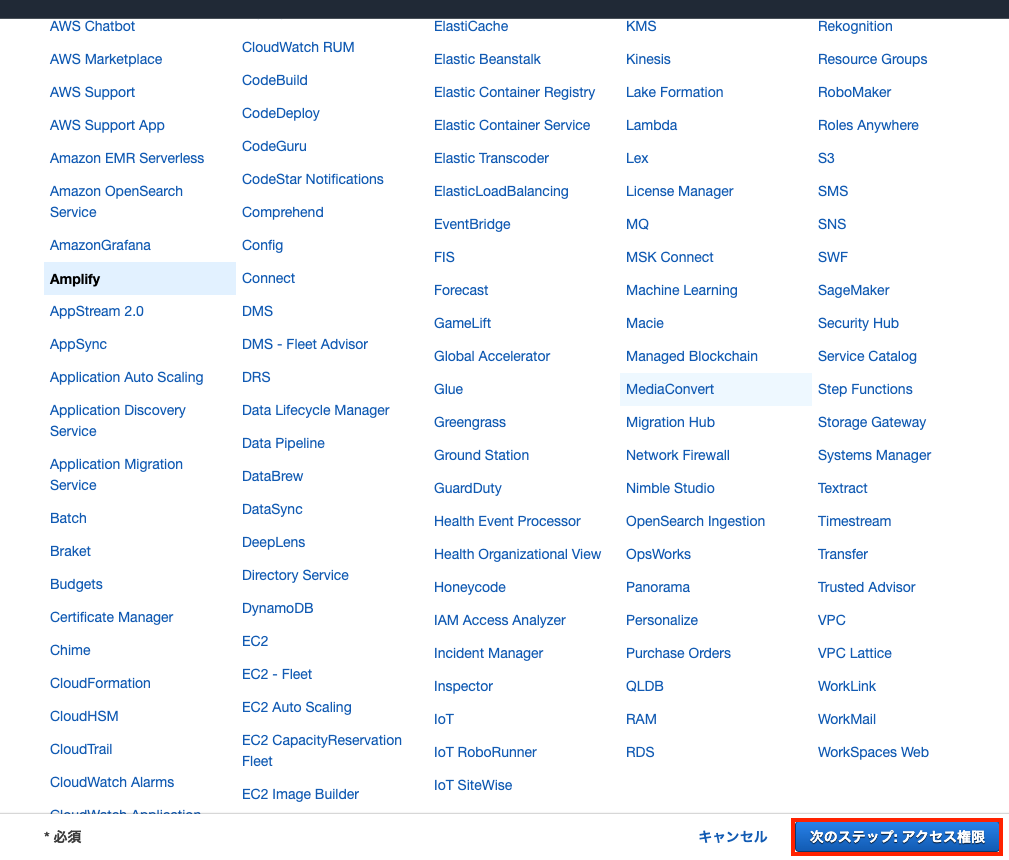 AWS Chatbot
AWS Marketplace
AWS Support
AWS Support App
Amazon EMR Serverless
Amazon OpenSearch
Service
AmazonGrafana
Amplify
AppStream 2.0
AppSync
Application Auto Scaling
Application Discovery
Service
Application Migration
Service
Batch
Braket
Budgets
Certificate Manager
Chime
CloudFormation
CloudHSM
CloudTrail
CloudWatch Alarms
CloudWatch Application
CloudWatch RUM
CodeBuild
CodeDeploy
CodeGuru
CodeStar Notifications
Comprehend
Config
Connect
DMS
DMS - Fleet Advisor
DRS
Data Lifecycle Manager
Data Pipeline
DataBrew
DataSync
DeepLens
Directory Service
DynamoDB
EC2
EC2 - Fleet
EC2 Auto Scaling
EC2 CapacityReservation
Fleet
EC2 Image Builder
ElastiCache
Elastic Beanstalk
Elastic Container Registry
Elastic Container Service
Elastic Transcoder
ElasticLoadBalancing
EventBridge
FIS
Forecast
GameLift
Global Accelerator
Glue
Greengrass
Ground Station
GuardDuty
Health Event Processor
Health Organizational View
Honeycode
IAM Access Analyzer
Incident Manager
Inspector
IoT
IoT RoboRunner
IoT SiteWise
KMS
Kinesis
Lake Formation
Lambda
Lex
License Manager
MQ
MSK Connect
Machine Learning
Macie
Managed Blockchain
MediaConvert
Migration Hub
Network Firewall
Nimble Studio
OpenSearch Ingestion
OpsWorks
Panorama
Personalize
Purchase Orders
QLDB
RAM
RDS
Rekognition
Resource Groups
RoboMaker
Roles Anywhere
S3
SMS
SNS
SWF
SageMaker
Security Hub
Service Catalog
Step Functions
Storage Gateway
Systems Manager
Textract
Timestream
Transfer
Trusted Advisor
VPC
VPC Lattice
WorkLink
WorkMail
WorkSpaces Web
* 必須
キャンセル
次のステップ: アクセス権限